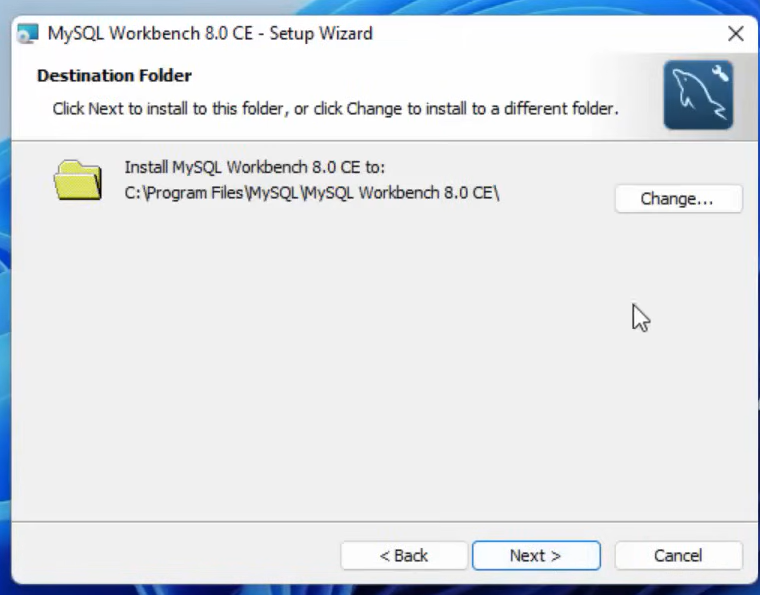 MySQL Workbench 8.0 CE - Setup Wizard
Destination Folder
Click Next to install to this folder, or click Change to install to a different folder.
Install MySQL Workbench 8.0 CE to:
C:\Program Files\MySQL\MySQL Workbench 8.0 CE\
Change...
< Back
Next >
Cancel